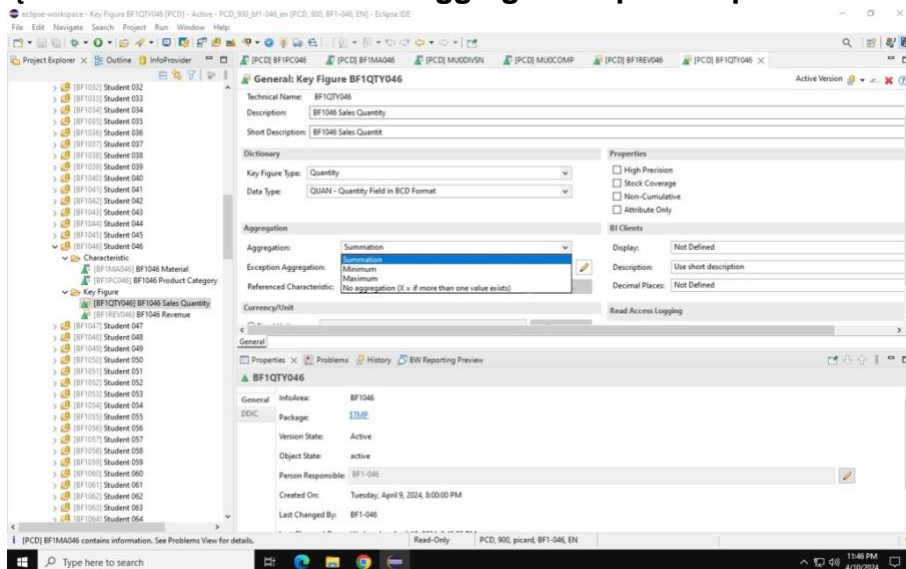 eclipse-workspace - Key Figure BF1QTY046 [PCD] - Active - PCD_900_bf1-046_en [PCD, 900, BF1-046, EN] - Eclipse IDE
File Edit Navigate Search Project Run Window Help
Project Explorer Outline InfoProvider
[BF1032] Student 032
[BF1033] Student 033
[BF1034] Student 034
[BF1035] Student 035
[BF1036] Student 036
[BF1037] Student 037
[BF1038] Student 038
[BF1039] Student 039
[BF1040] Student 040
[BF1041] Student 041
[BF1042] Student 042
[BF1043] Student 043
[BF1044] Student 044
[BF1045] Student 045
[BF1046] Student 046
Characteristic
[BF1MA046] BF1046 Material
[BF1PC046] BF1046 Product Category
Key Figure
[BF1QTY046] BF1046 Sales Quantity
[BF1REV046] BF1046 Revenue
[BF1047] Student 047
[BF1048] Student 048
[BF1049] Student 049
[BF1050] Student 050
[BF1051] Student 051
[BF1052] Student 052
[BF1053] Student 053
[BF1054] Student 054
[BF1055] Student 055
[BF1056] Student 056
[BF1057] Student 057
[BF1058] Student 058
[BF1059] Student 059
[BF1060] Student 060
[BF1061] Student 061
[BF1062] Student 062
[BF1063] Student 063
[BF1064] Student 064
[PCD] BF1PC046 [PCD] BF1MA046 [PCD] MU0DIVSN [PCD] MU0COMP [PCD] BF1REV046 [PCD] BF1QTY046
General: Key Figure BF1QTY046
Active Version
Technical Name: BF1QTY046
Description: BF1046 Sales Quantity
Short Description: BF1046 Sales Quantit
Dictionary
Key Figure Type: Quantity
Data Type: QUAN - Quantity Field in BCD Format
Properties
High Precision
Stock Coverage
Non-Cumulative
Attribute Only
Aggregation
Aggregation: Summation
Summation
Minimum
Maximum
No aggregation (X = if more than one value exists)
Exception Aggregation:
Referenced Characteristic:
BI Clients
Display: Not Defined
Description: Use short description
Decimal Places: Not Defined
Currency/Unit
Read Access Logging
General
Properties Problems History BW Reporting Preview
BF1QTY046
General
DDIC
InfoArea: BF1046
Package: $TMP
Version State: Active
Object State: active
Person Responsible: BF1-046
Created On: Tuesday, April 9, 2024, 8:00:00 PM
Last Changed By: BF1-046
[PCD] BF1MA046 contains information. See Problems View for details.
Read-Only
PCD, 900, picard, BF1-046, EN
Type here to search
11:46 PM
4/10/2024